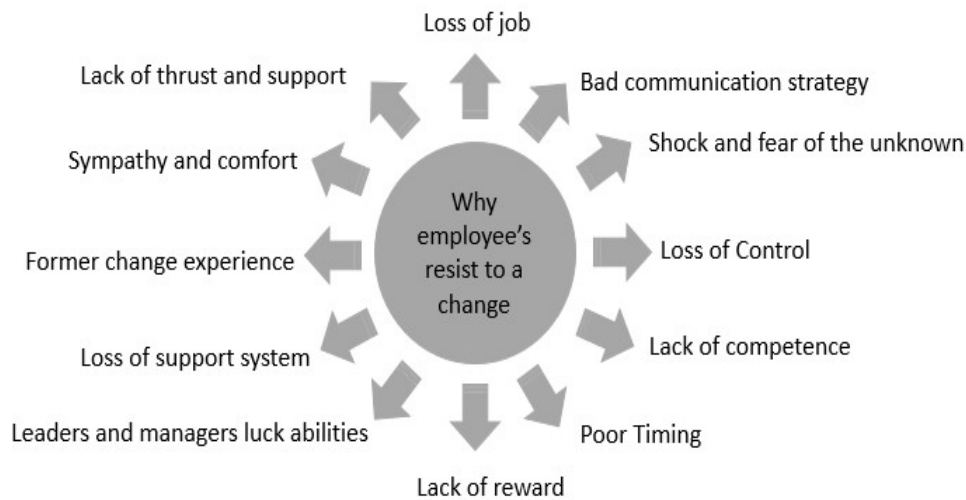 Loss of job
Lack of thrust and support
Bad communication strategy
Sympathy and comfort
Shock and fear of the unknown
Why
employee's
resist to a
change
Former change experience
Loss of Control
Loss of support system
Lack of competence
Leaders and managers luck abilities
Poor Timing
Lack of reward